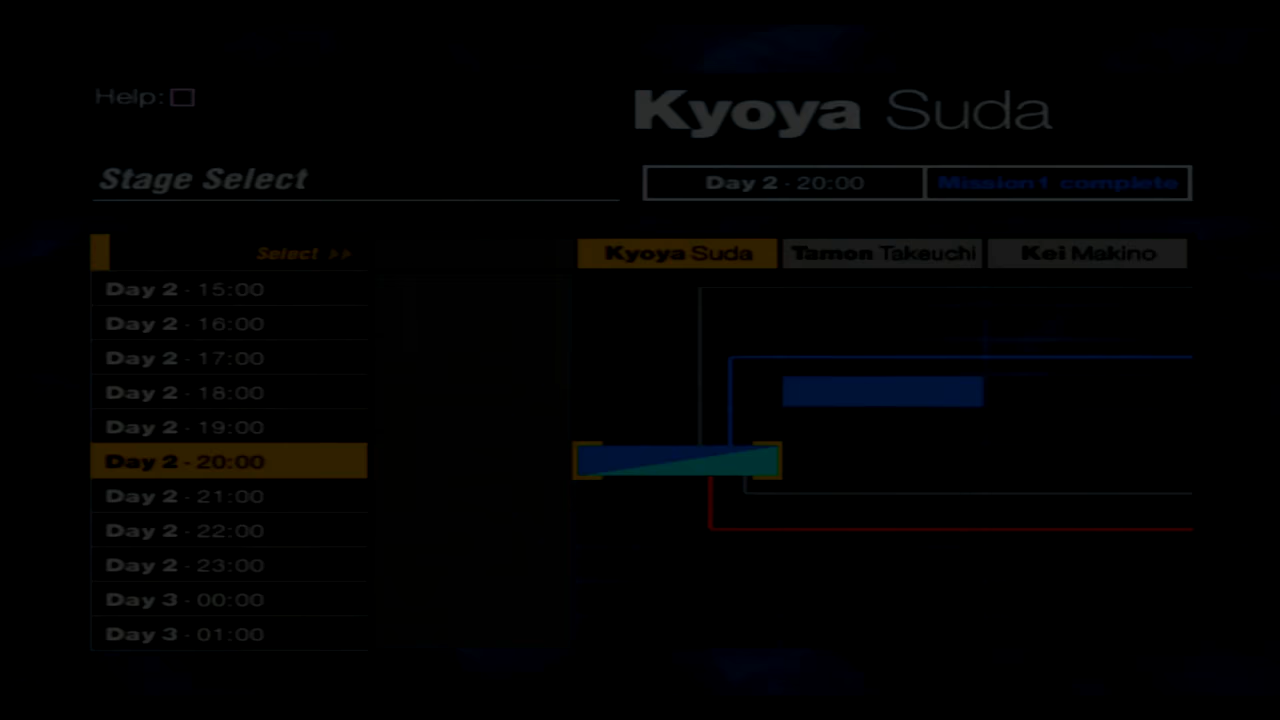 Help:
Kyoya Suda
Stage Select
Day 2 · 20:00
Mission 1 complete
Select >>
Kyoya Suda
Tamon Takeuchi
Kei Makino
Day 2 · 15:00
Day 2 · 16:00
Day 2 · 17:00
Day 2 · 18:00
Day 2 · 19:00
Day 2 · 20:00
Day 2 · 21:00
Day 2 · 22:00
Day 2 · 23:00
Day 3 · 00:00
Day 3 · 01:00